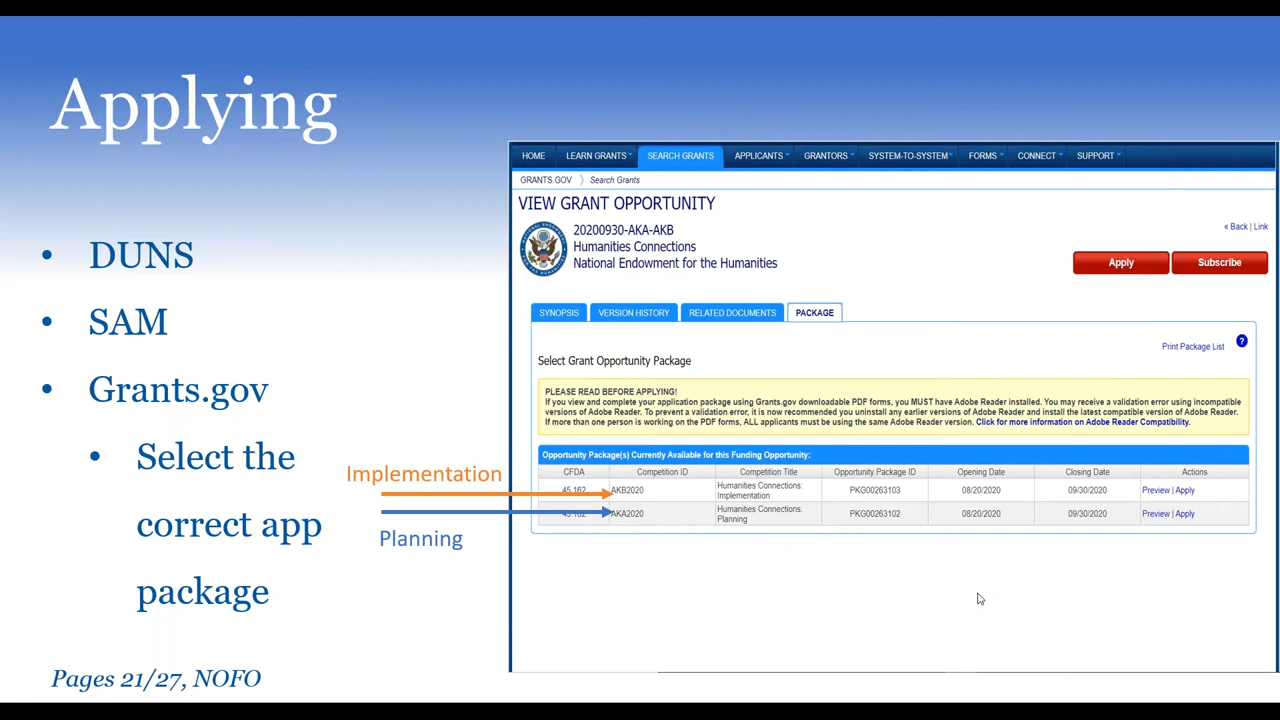 Applying
• DUNS
• SAM
• Grants.gov
• Select the
correct app
package
Pages 21/27, NOFO
Implementation
Planning
HOME LEARN GRANTS SEARCH GRANTS APPLICANTS GRANTORS SYSTEM-TO-SYSTEM FORMS CONNECT SUPPORT
GRANTS.GOV 〉 Search Grants
VIEW GRANT OPPORTUNITY
20200930-AKA-AKB
Humanities Connections
National Endowment for the Humanities
« Back | Link
Apply Subscribe
SYNOPSIS VERSION HISTORY RELATED DOCUMENTS PACKAGE
Print Package List ?
Select Grant Opportunity Package
PLEASE READ BEFORE APPLYING!
If you view and complete your application package using Grants.gov downloadable PDF forms, you MUST have Adobe Reader installed. You may receive a validation error using incompatible
versions of Adobe Reader. To prevent a validation error, it is now recommended you uninstall any earlier versions of Adobe Reader and install the latest compatible version of Adobe Reader.
If more than one person is working on the PDF forms, ALL applicants must be using the same Adobe Reader version. Click for more information on Adobe Reader Compatibility.
Opportunity Package(s) Currently Available for this Funding Opportunity:
CFDA Competition ID Competition Title Opportunity Package ID Opening Date Closing Date Actions
45.162 AKB2020 Humanities Connections: Implementation PKG00263103 08/20/2020 09/30/2020 Preview | Apply
45.162 AKA2020 Humanities Connections: Planning PKG00263102 08/20/2020 09/30/2020 Preview | Apply